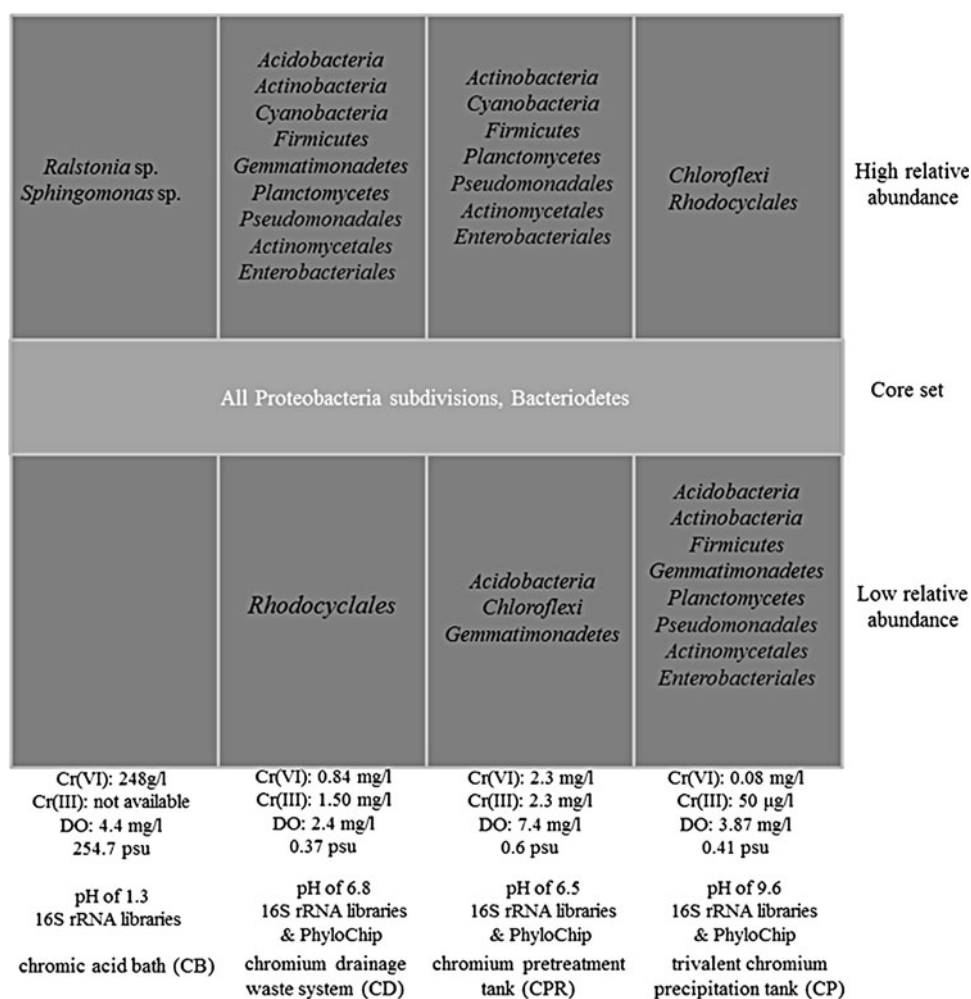 Ralstonia sp.
Sphingomonas sp.
Acidobacteria
Actinobacteria
Cyanobacteria
Firmicutes
Gemmatimonadetes
Planctomycetes
Pseudomonadales
Actinomycetales
Enterobacteriales
Actinobacteria
Cyanobacteria
Firmicutes
Planctomycetes
Pseudomonadales
Actinomycetales
Enterobacteriales
Chloroflexi
Rhodocyclales
High relative
abundance
All Proteobacteria subdivisions, Bacteriodetes
Core set
Rhodocyclales
Acidobacteria
Chloroflexi
Gemmatimonadetes
Acidobacteria
Actinobacteria
Firmicutes
Gemmatimonadetes
Planctomycetes
Pseudomonadales
Actinomycetales
Enterobacteriales
Low relative
abundance
Cr(VI): 248g/l
Cr(III): not available
DO: 4.4 mg/l
254.7 psu
pH of 1.3
16S rRNA libraries
chromic acid bath (CB)
Cr(VI): 0.84 mg/l
Cr(III): 1.50 mg/l
DO: 2.4 mg/l
0.37 psu
pH of 6.8
16S rRNA libraries
& PhyloChip
chromium drainage
waste system (CD)
Cr(VI): 2.3 mg/l
Cr(III): 2.3 mg/l
DO: 7.4 mg/l
0.6 psu
pH of 6.5
16S rRNA libraries
& PhyloChip
chromium pretreatment
tank (CPR)
Cr(VI): 0.08 mg/l
Cr(III): 50 µg/l
DO: 3.87 mg/l
0.41 psu
pH of 9.6
16S rRNA libraries
& PhyloChip
trivalent chromium
precipitation tank (CP)